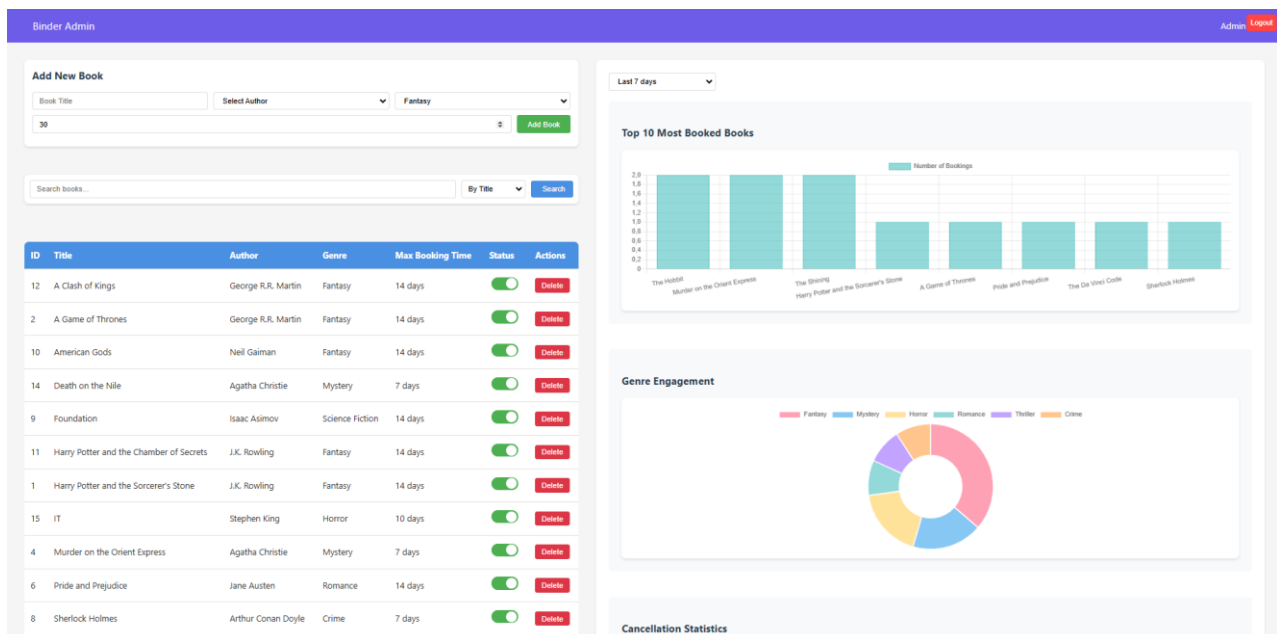 Binder Admin
Admin Logout
Add New Book
Book Title Select Author Fantasy
30 Add Book
Search books... By Title Search
ID Title Author Genre Max Booking Time Status Actions
12 A Clash of Kings George R.R. Martin Fantasy 14 days Delete
2 A Game of Thrones George R.R. Martin Fantasy 14 days Delete
10 American Gods Neil Gaiman Fantasy 14 days Delete
14 Death on the Nile Agatha Christie Mystery 7 days Delete
9 Foundation Isaac Asimov Science Fiction 14 days Delete
11 Harry Potter and the Chamber of Secrets J.K. Rowling Fantasy 14 days Delete
1 Harry Potter and the Sorcerer's Stone J.K. Rowling Fantasy 14 days Delete
15 IT Stephen King Horror 10 days Delete
4 Murder on the Orient Express Agatha Christie Mystery 7 days Delete
6 Pride and Prejudice Jane Austen Romance 14 days Delete
8 Sherlock Holmes Arthur Conan Doyle Crime 7 days Delete
Last 7 days
Top 10 Most Booked Books
Number of Bookings
2,0
1,8
1,6
1,4
1,2
1,0
0,8
0,6
0,4
0,2
0
The Hobbit
Murder on the Orient Express
The Shining
Harry Potter and the Sorcerer's Stone
A Game of Thrones
Pride and Prejudice
The Da Vinci Code
Sherlock Holmes
Genre Engagement
Fantasy Mystery Horror Romance Thriller Crime
Cancellation Statistics